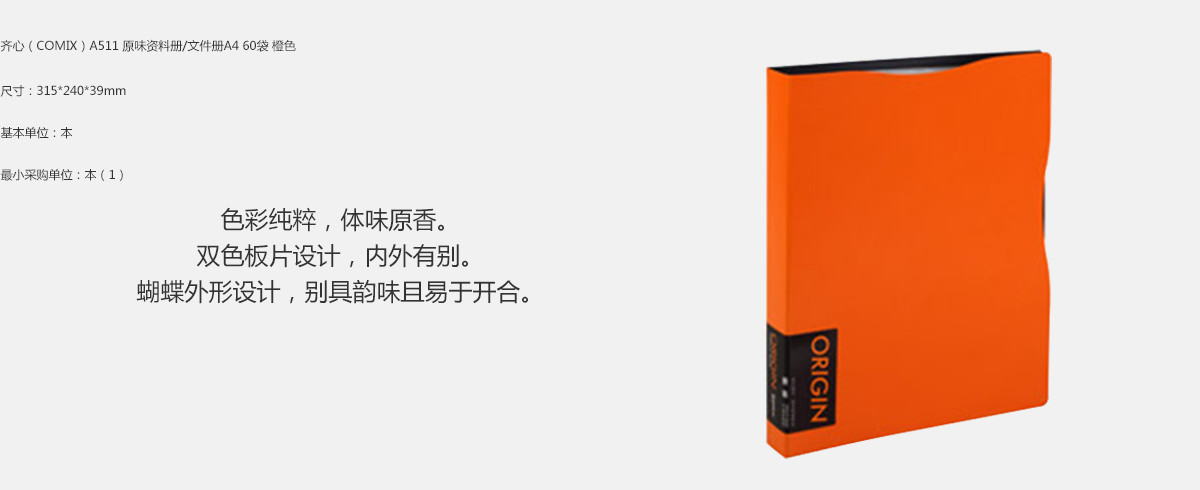 齐心（COMIX）A511 原味资料册/文件册A4 60袋 橙色
尺寸：315*240*39mm
基本单位：本
最小采购单位：本（1）
色彩纯粹，体味原香。
双色板片设计，内外有别。
蝴蝶外形设计，别具韵味且易于开合。
ORIGIN
ORIGIN